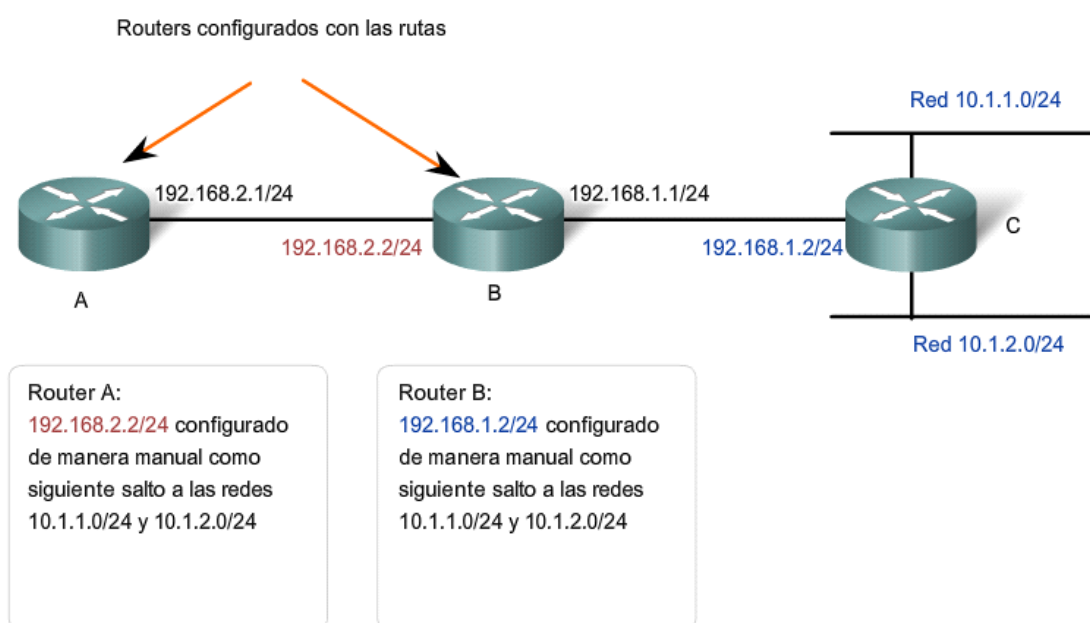 Routers configurados con las rutas
Red 10.1.1.0/24
192.168.2.1/24
192.168.1.1/24
192.168.2.2/24
192.168.1.2/24
C
A
B
Red 10.1.2.0/24
Router A:
192.168.2.2/24 configurado
de manera manual como
siguiente salto a las redes
10.1.1.0/24 y 10.1.2.0/24
Router B:
192.168.1.2/24 configurado
de manera manual como
siguiente salto a las redes
10.1.1.0/24 y 10.1.2.0/24